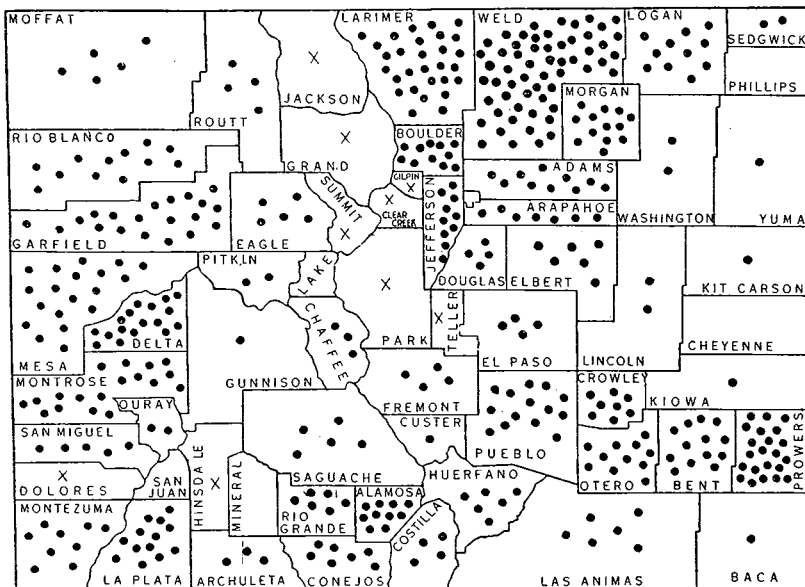 MOFFAT
LARIMER
WELD
LOGAN
SEDGWICK
PHILLIPS
JACKSON
ROUTT
MORGAN
RIO BLANCO
BOULDER
GRAND
GILPIN
ADAMS
SUMMIT
CLEAR
CREEK
JEFFERSON
ARAPAHOE
WASHINGTON
YUMA
GARFIELD
EAGLE
PITKIN
LAKE
DOUGLAS
ELBERT
KIT CARSON
CHAFFEE
PARK
TELLER
DELTA
MESA
GUNNISON
EL PASO
LINCOLN
CHEYENNE
MONTROSE
CROWLEY
OURAY
FREMONT
KIOWA
CUSTER
SAN MIGUEL
PUEBLO
PROWERS
HINSDALE
MINERAL
SAGUACHE
HUERFANO
OTERO
BENT
DOLORES
SAN
JUAN
ALAMOSA
MONTEZUMA
RIO
GRANDE
COSTILLA
LA PLATA
ARCHULETA
CONEJOS
LAS ANIMAS
BACA